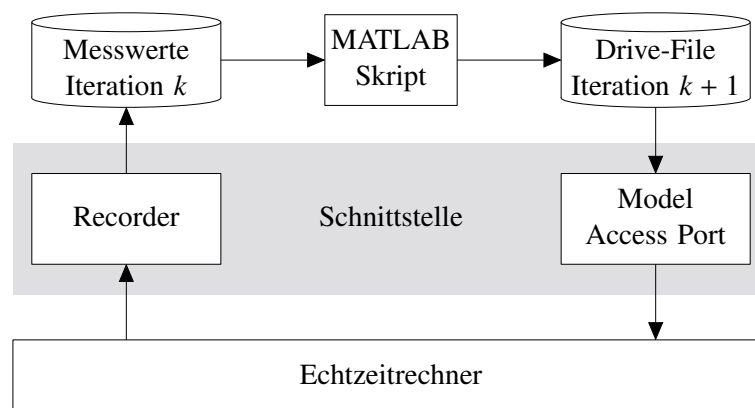 Messwerte
Iteration k
MATLAB
Skript
Drive-File
Iteration k + 1
Recorder
Schnittstelle
Model
Access Port
Echtzeitrechner